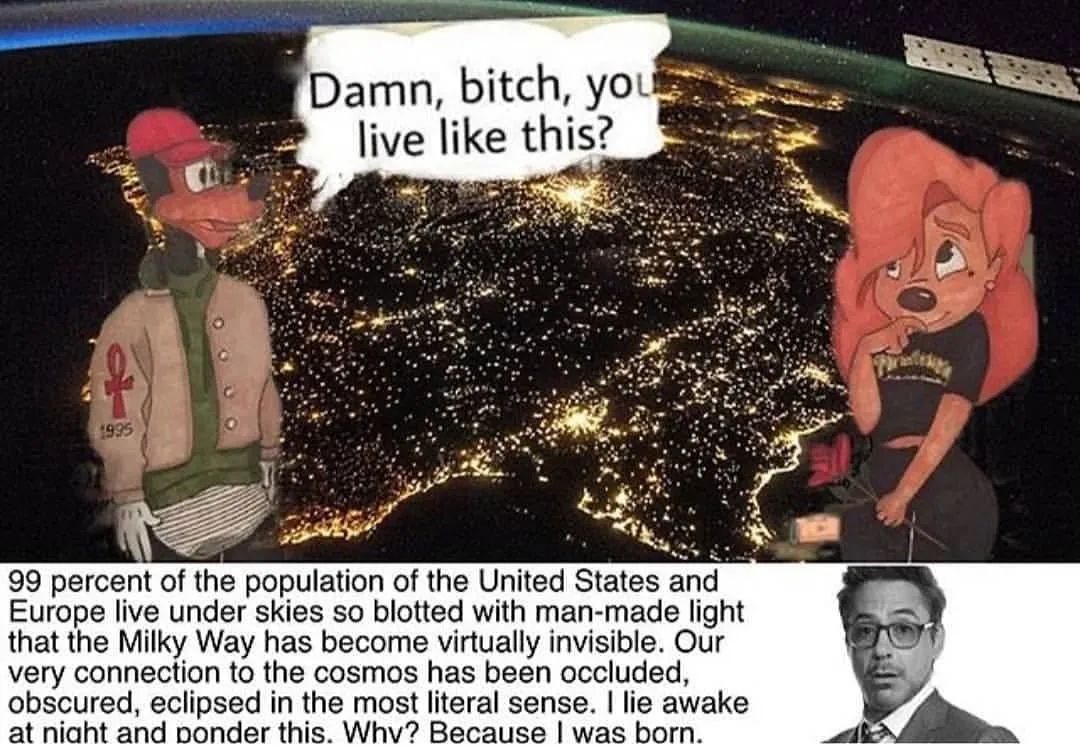 Damn, bitch, you
live like this?
1995
99 percent of the population of the United States and
Europe live under skies so blotted with man-made light
that the Milky Way has become virtually invisible. Our
very connection to the cosmos has been occluded,
obscured, eclipsed in the most literal sense. I lie awake
at night and ponder this. Why? Because I was born.